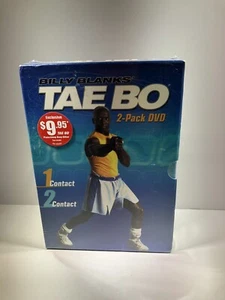 BILLY BLANKS'
TAE BO
2-Pack DVD
$9.95*
1 Contact
2 Contact